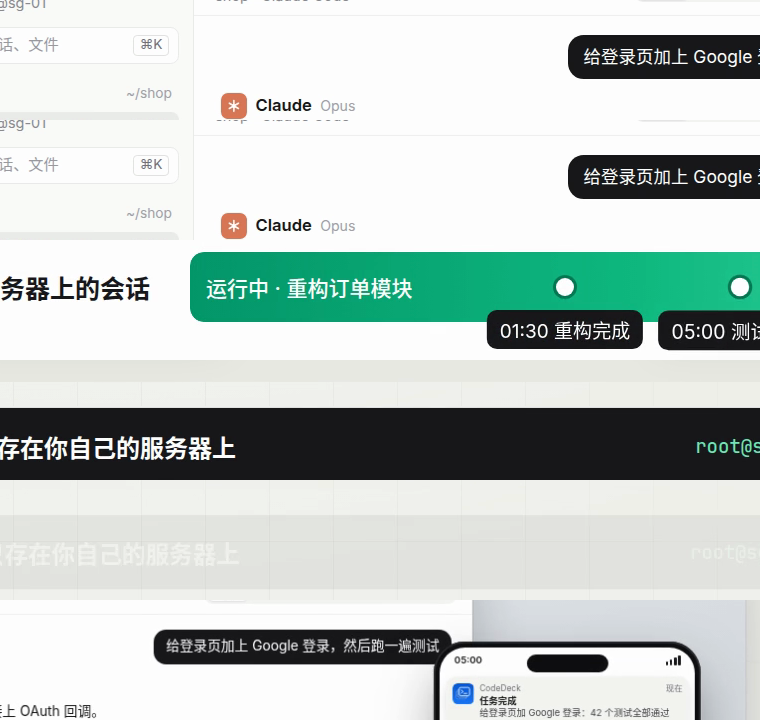 @sg-01
话、文件 ⌘K
给登录页加上 Google
~/shop
Claude Opus
@sg-01
话、文件 ⌘K
给登录页加上 Google
~/shop
Claude Opus
务器上的会话
运行中 · 重构订单模块
01:30 重构完成
05:00 测试
存在你自己的服务器上
root@s
存在你自己的服务器上
root@s
给登录页加上 Google 登录，然后跑一遍测试
上 OAuth 回调。
05:00
CodeDeck 现在
任务完成
给登录页加 Google 登录：42 个测试全部通过